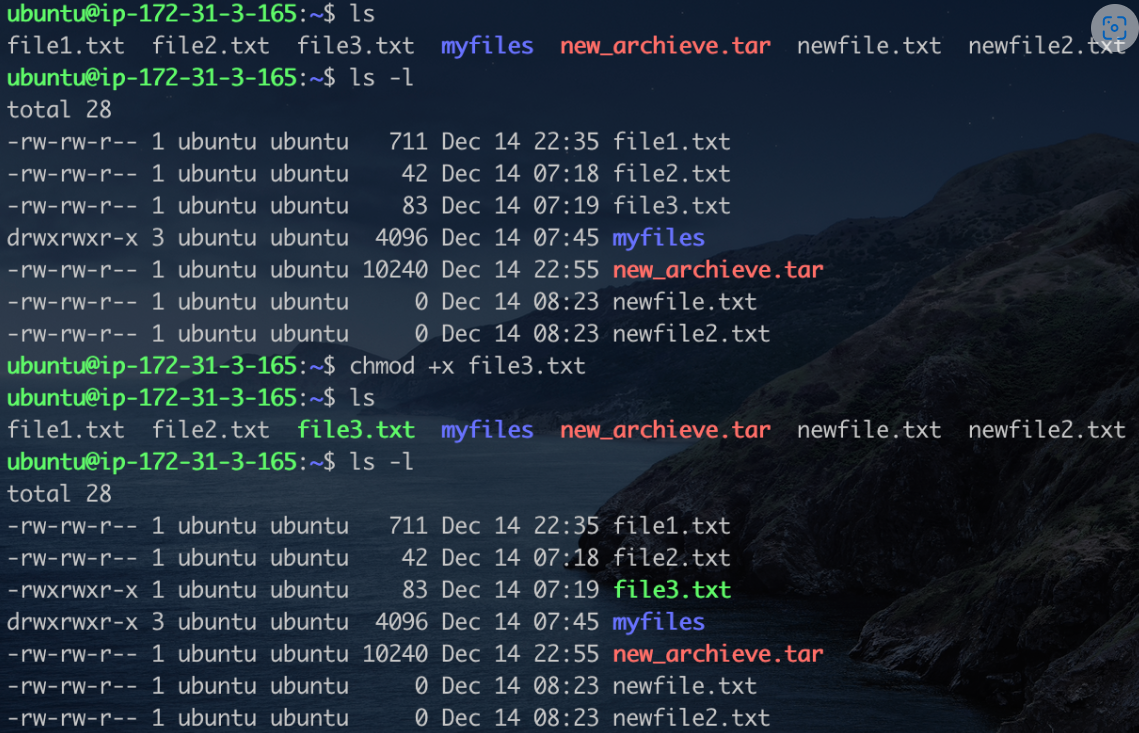 ubuntu@ip-172-31-3-165:~$ ls
file1.txt  file2.txt  file3.txt  myfiles  new_archieve.tar  newfile.txt  newfile2.txt
ubuntu@ip-172-31-3-165:~$ ls -l
total 28
-rw-rw-r-- 1 ubuntu ubuntu   711 Dec 14 22:35 file1.txt
-rw-rw-r-- 1 ubuntu ubuntu    42 Dec 14 07:18 file2.txt
-rw-rw-r-- 1 ubuntu ubuntu    83 Dec 14 07:19 file3.txt
drwxrwxr-x 3 ubuntu ubuntu  4096 Dec 14 07:45 myfiles
-rw-rw-r-- 1 ubuntu ubuntu 10240 Dec 14 22:55 new_archieve.tar
-rw-rw-r-- 1 ubuntu ubuntu     0 Dec 14 08:23 newfile.txt
-rw-rw-r-- 1 ubuntu ubuntu     0 Dec 14 08:23 newfile2.txt
ubuntu@ip-172-31-3-165:~$ chmod +x file3.txt
ubuntu@ip-172-31-3-165:~$ ls
file1.txt  file2.txt  file3.txt  myfiles  new_archieve.tar  newfile.txt  newfile2.txt
ubuntu@ip-172-31-3-165:~$ ls -l
total 28
-rw-rw-r-- 1 ubuntu ubuntu   711 Dec 14 22:35 file1.txt
-rw-rw-r-- 1 ubuntu ubuntu    42 Dec 14 07:18 file2.txt
-rwxrwxr-x 1 ubuntu ubuntu    83 Dec 14 07:19 file3.txt
drwxrwxr-x 3 ubuntu ubuntu  4096 Dec 14 07:45 myfiles
-rw-rw-r-- 1 ubuntu ubuntu 10240 Dec 14 22:55 new_archieve.tar
-rw-rw-r-- 1 ubuntu ubuntu     0 Dec 14 08:23 newfile.txt
-rw-rw-r-- 1 ubuntu ubuntu     0 Dec 14 08:23 newfile2.txt